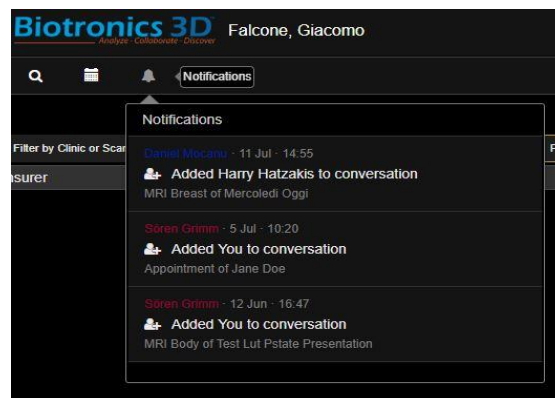 Biotronics 3D
Analyze - Collaborate - Discover
Falcone, Giacomo
Notifications
Notifications
Filter by Clinic or Scar
nsurer
Daniel Mocanu · 11 Jul · 14:55
Added Harry Hatzakis to conversation
MRI Breast of Mercoledi Oggi
Sören Grimm · 5 Jul · 10:20
Added You to conversation
Appointment of Jane Doe
Sören Grimm · 12 Jun · 16:47
Added You to conversation
MRI Body of Test Lut Pstate Presentation